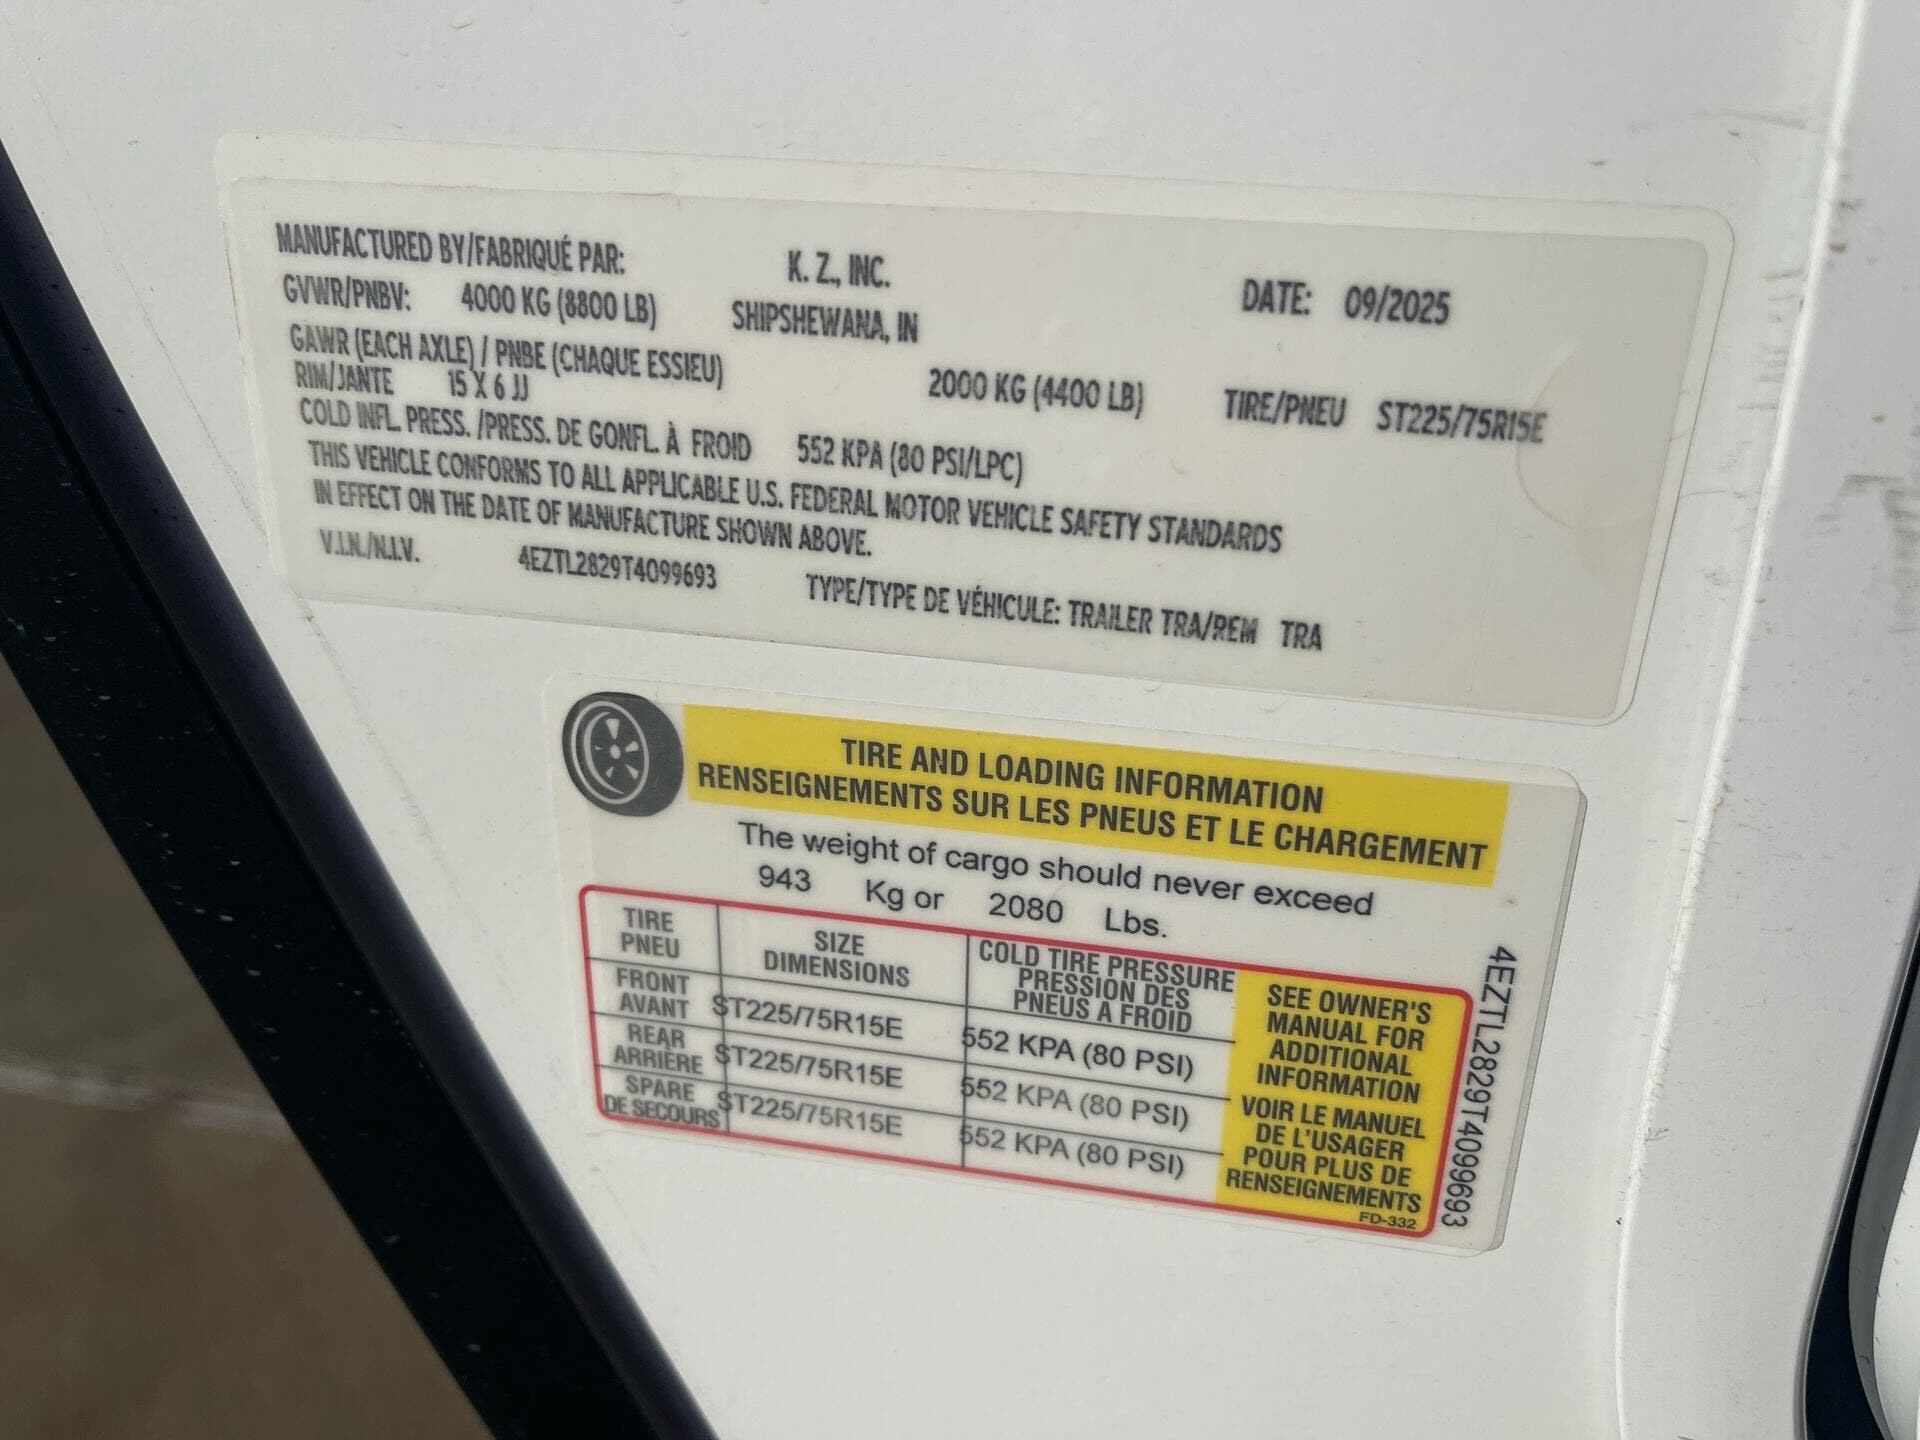 MANUFACTURED BY/FABRIQUÉ PAR: K. Z., INC. DATE: 09/2025
GVWR/PNBV: 4000 KG (8800 LB) SHIPSHEWANA, IN
GAWR (EACH AXLE) / PNBE (CHAQUE ESSIEU) 2000 KG (4400 LB) TIRE/PNEU ST225/75R15E
RIM/JANTE 15 X 6 JJ
COLD INFL. PRESS. /PRESS. DE GONFL. À FROID 552 KPA (80 PSI/LPC)
THIS VEHICLE CONFORMS TO ALL APPLICABLE U.S. FEDERAL MOTOR VEHICLE SAFETY STANDARDS
IN EFFECT ON THE DATE OF MANUFACTURE SHOWN ABOVE.
V.I.N./N.I.V. 4EZTL2829T4099693 TYPE/TYPE DE VÉHICULE: TRAILER TRA/REM TRA
TIRE AND LOADING INFORMATION
RENSEIGNEMENTS SUR LES PNEUS ET LE CHARGEMENT
The weight of cargo should never exceed
943 Kg or 2080 Lbs.
TIRE
PNEU
SIZE
DIMENSIONS
COLD TIRE PRESSURE
PRESSION DES
PNEUS A FROID
FRONT
AVANT
ST225/75R15E
552 KPA (80 PSI)
REAR
ARRIÈRE
ST225/75R15E
552 KPA (80 PSI)
SPARE
DE SECOURS
ST225/75R15E
552 KPA (80 PSI)
SEE OWNER'S
MANUAL FOR
ADDITIONAL
INFORMATION
VOIR LE MANUEL
DE L'USAGER
POUR PLUS DE
RENSEIGNEMENTS
FD-332
4EZTL2829T4099693